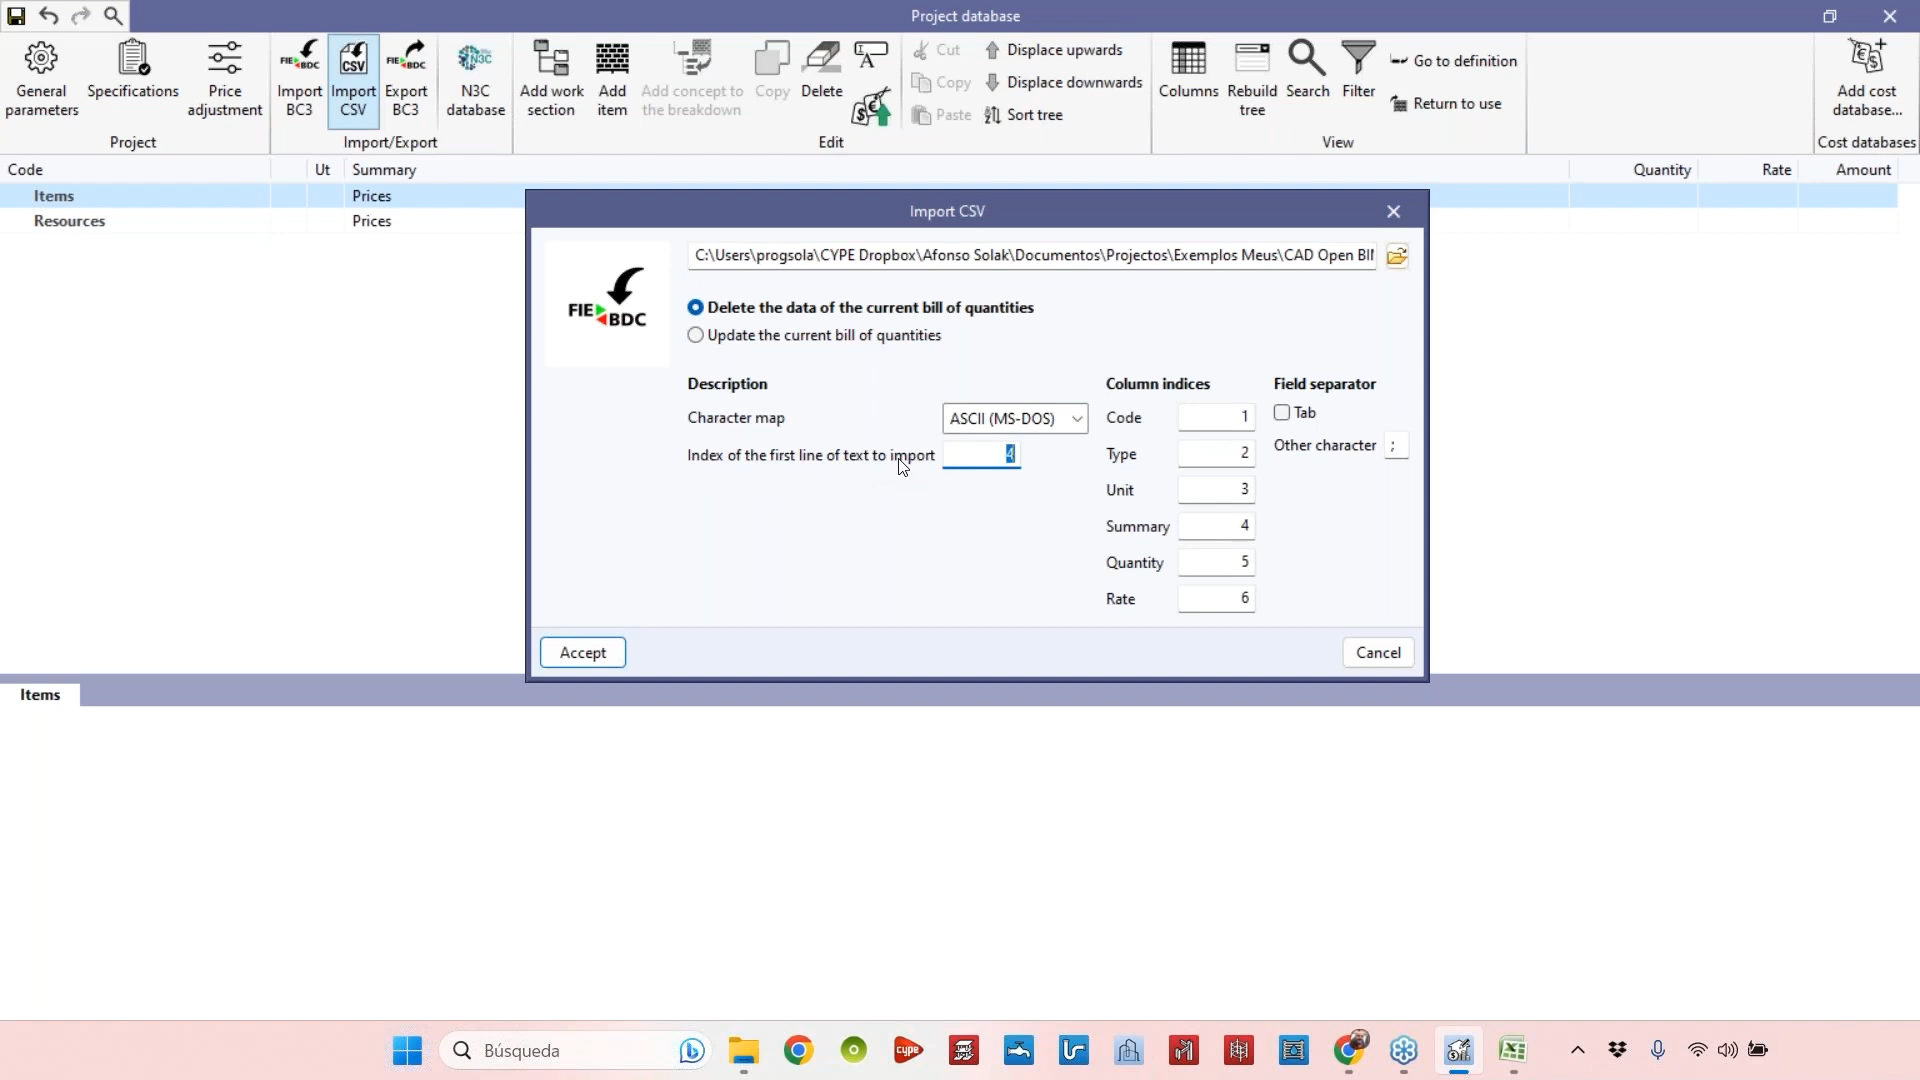 Project database
General parameters
Specifications
Price adjustment
FIE BDC
Import BC3
CSV
Import CSV
FIE BDC
Export BC3
N3C
N3C database
Add work section
Add item
Add concept to the breakdown
Copy
Delete
A
Cut
Copy
Paste
Displace upwards
Displace downwards
Sort tree
Columns
Rebuild tree
Search
Filter
Go to definition
Return to use
Add cost database...
Project
Import/Export
Edit
View
Cost databases
Code Ut Summary Quantity Rate Amount
Items Prices
Resources Prices
Import CSV
C:\Users\progsola\CYPE Dropbox\Afonso Solak\Documentos\Projectos\Exemplos Meus\CAD Open BI
FIE BDC
Delete the data of the current bill of quantities
Update the current bill of quantities
Description Column indices Field separator
Character map ASCII (MS-DOS) Code 1 Tab
Index of the first line of text to import 4 Type 2 Other character ;
Unit 3
Summary 4
Quantity 5
Rate 6
Accept Cancel
Items
Búsqueda
cype